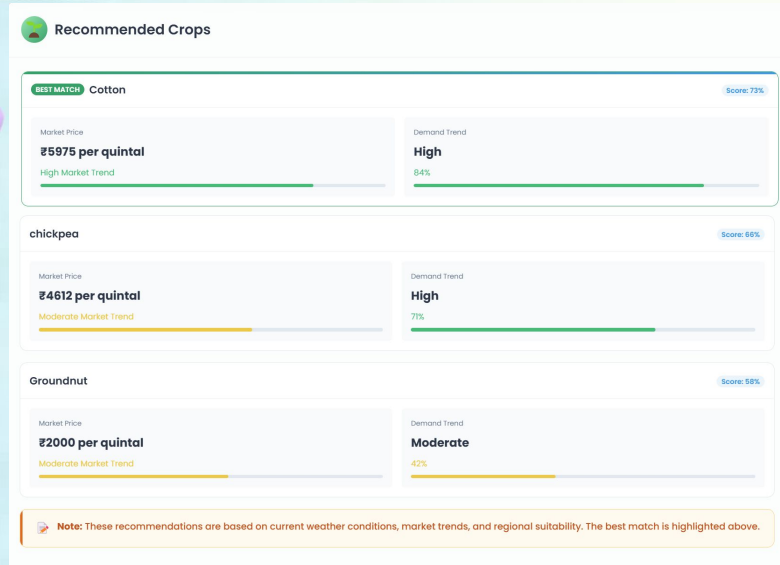 Recommended Crops
BEST MATCH Cotton Score: 73%
Market Price Demand Trend
₹5975 per quintal High
High Market Trend 84%
chickpea Score: 66%
Market Price Demand Trend
₹4612 per quintal High
Moderate Market Trend 71%
Groundnut Score: 58%
Market Price Demand Trend
₹2000 per quintal Moderate
Moderate Market Trend 42%
Note: These recommendations are based on current weather conditions, market trends, and regional suitability. The best match is highlighted above.